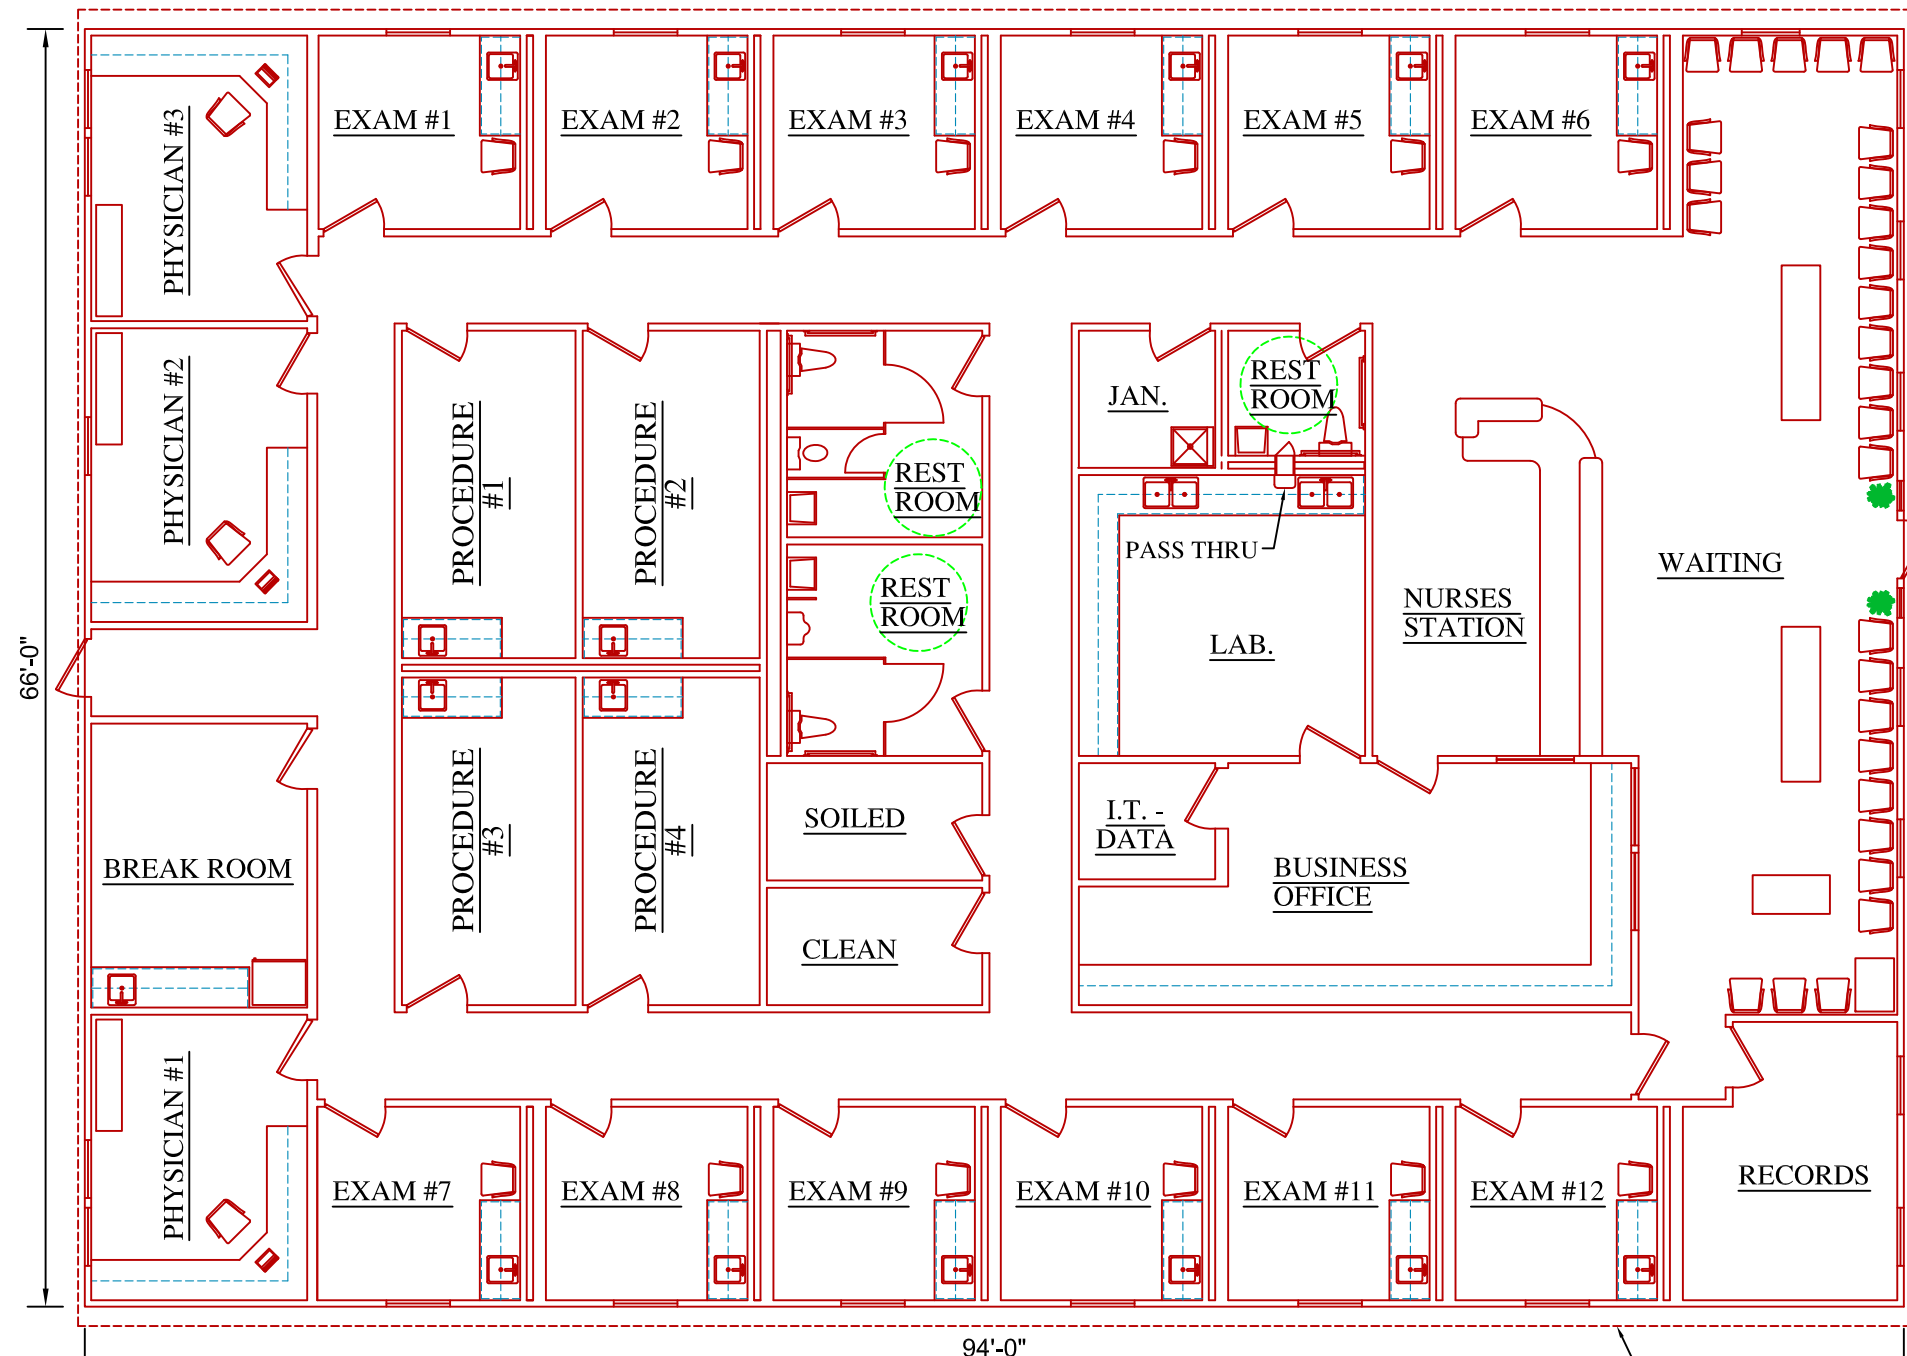 EXAM #1
EXAM #2
EXAM #3
EXAM #4
EXAM #5
EXAM #6
PHYSICIAN #3
PHYSICIAN #2
PROCEDURE
#1
PROCEDURE
#2
REST
ROOM
REST
ROOM
JAN.
REST
ROOM
PASS THRU
LAB.
NURSES
STATION
WAITING
66'-0"
BREAK ROOM
PROCEDURE
#3
PROCEDURE
#4
SOILED
CLEAN
I.T. -
DATA
BUSINESS
OFFICE
PHYSICIAN #1
EXAM #7
EXAM #8
EXAM #9
EXAM #10
EXAM #11
EXAM #12
RECORDS
94'-0"